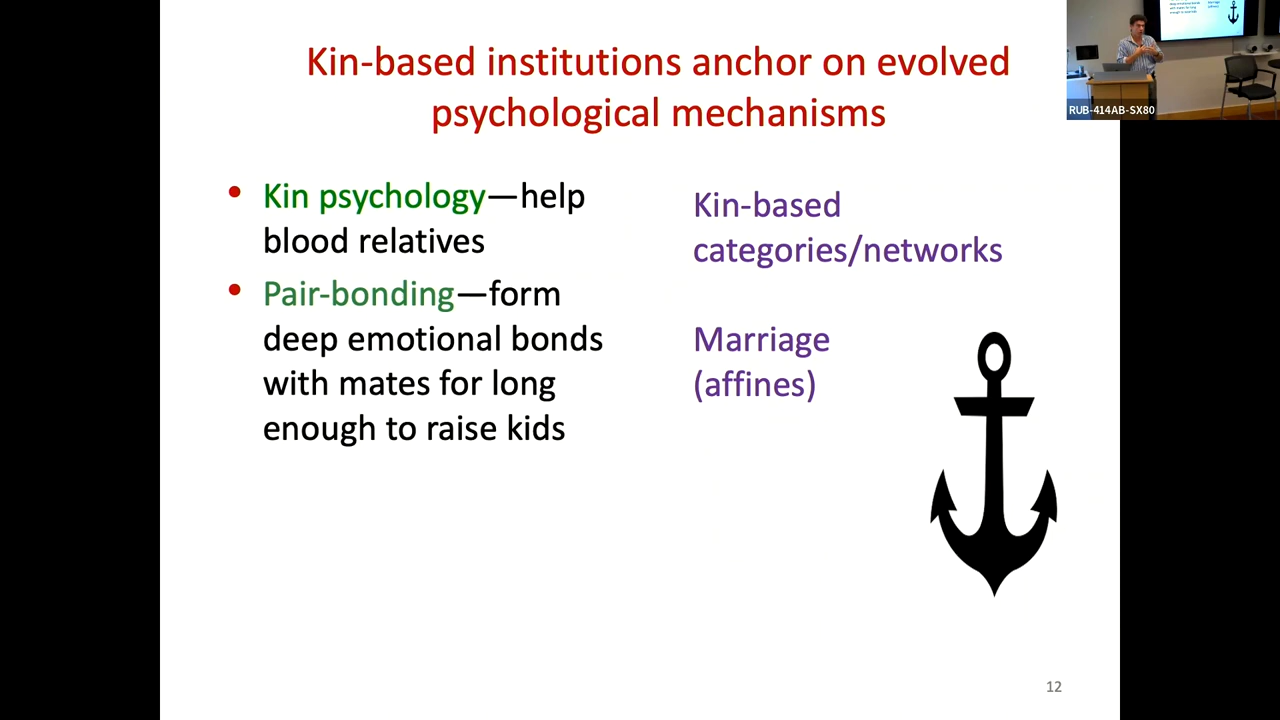 Kin-based institutions anchor on evolved
psychological mechanisms
• Kin psychology—help
blood relatives
• Pair-bonding—form
deep emotional bonds
with mates for long
enough to raise kids
Kin-based
categories/networks
Marriage
(affines)
12
RUB-414AB-SX80